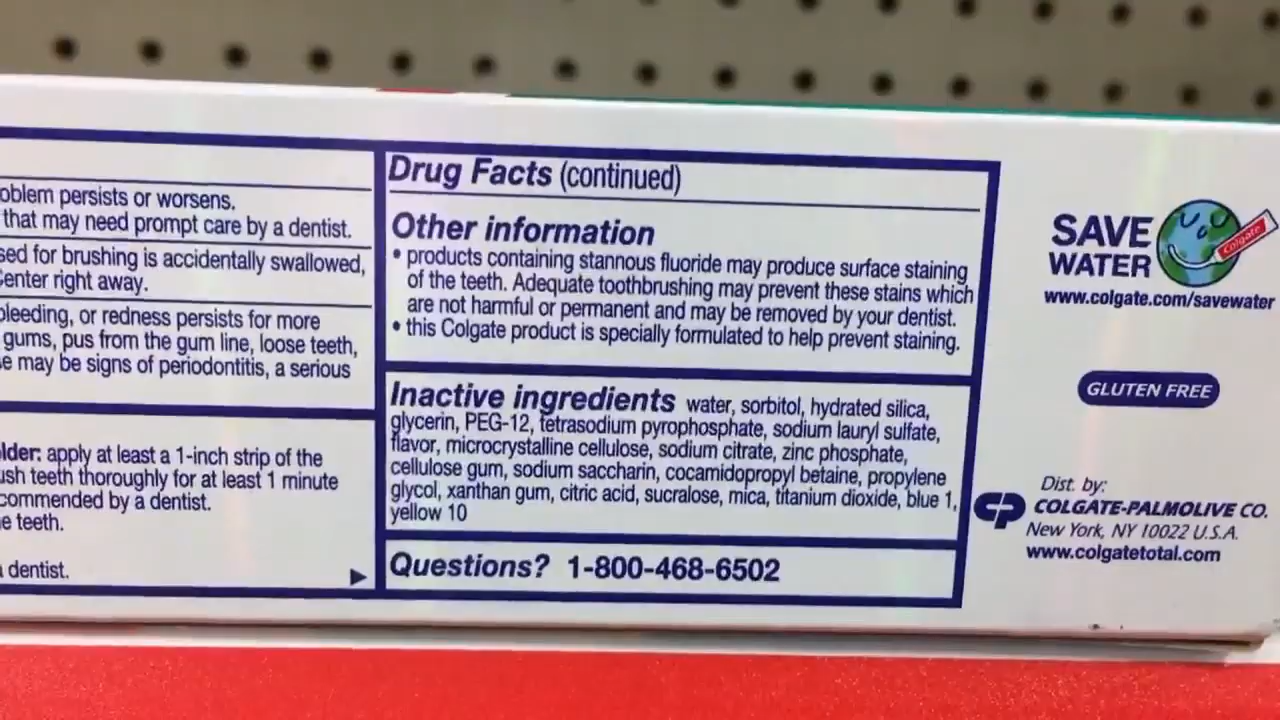 oblem persists or worsens.
that may need prompt care by a dentist.
sed for brushing is accidentally swallowed,
Center right away.
bleeding, or redness persists for more
gums, pus from the gum line, loose teeth,
e may be signs of periodontitis, a serious
lder: apply at least a 1-inch strip of the
ush teeth thoroughly for at least 1 minute
commended by a dentist.
e teeth.
dentist.
Drug Facts (continued)
Other information
• products containing stannous fluoride may produce surface staining
of the teeth. Adequate toothbrushing may prevent these stains which
are not harmful or permanent and may be removed by your dentist.
• this Colgate product is specially formulated to help prevent staining.
Inactive ingredients water, sorbitol, hydrated silica,
glycerin, PEG-12, tetrasodium pyrophosphate, sodium lauryl sulfate,
flavor, microcrystalline cellulose, sodium citrate, zinc phosphate,
cellulose gum, sodium saccharin, cocamidopropyl betaine, propylene
glycol, xanthan gum, citric acid, sucralose, mica, titanium dioxide, blue 1,
yellow 10
Questions? 1-800-468-6502
SAVE
WATER
Colgate
www.colgate.com/savewater
GLUTEN FREE
Dist. by:
CP COLGATE-PALMOLIVE CO.
New York, NY 10022 U.S.A.
www.colgatetotal.com